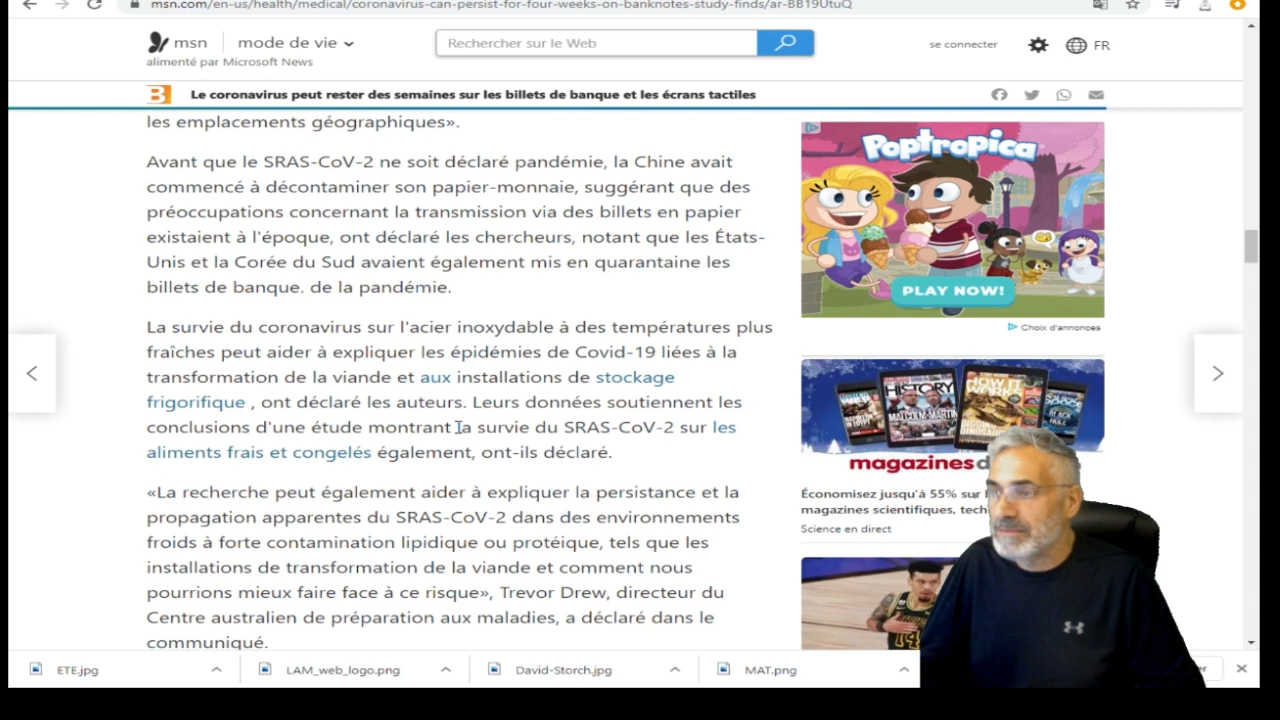 msn.com/en-us/health/medical/coronavirus-can-persist-for-four-weeks-on-banknotes-study-finds/ar-BB19UtuQ
msn mode de vie
alimenté par Microsoft News
Rechercher sur le Web
se connecter
FR
Le coronavirus peut rester des semaines sur les billets de banque et les écrans tactiles
les emplacements géographiques».
Avant que le SRAS-CoV-2 ne soit déclaré pandémie, la Chine avait
commencé à décontaminer son papier-monnaie, suggérant que des
préoccupations concernant la transmission via des billets en papier
existaient à l'époque, ont déclaré les chercheurs, notant que les États-
Unis et la Corée du Sud avaient également mis en quarantaine les
billets de banque. de la pandémie.
La survie du coronavirus sur l'acier inoxydable à des températures plus
fraîches peut aider à expliquer les épidémies de Covid-19 liées à la
transformation de la viande et aux installations de stockage
frigorifique , ont déclaré les auteurs. Leurs données soutiennent les
conclusions d'une étude montrant la survie du SRAS-CoV-2 sur les
aliments frais et congelés également, ont-ils déclaré.
«La recherche peut également aider à expliquer la persistance et la
propagation apparentes du SRAS-CoV-2 dans des environnements
froids à forte contamination lipidique ou protéique, tels que les
installations de transformation de la viande et comment nous
pourrions mieux faire face à ce risque», Trevor Drew, directeur du
Centre australien de préparation aux maladies, a déclaré dans le
communiqué.
Poptropica
PLAY NOW!
Choix d'annonces
HISTORY
MALCOLM MARTIN
HOW IT WORKS
magazines
Économisez jusqu'à 55% sur
magazines scientifiques,
Science en direct
14
ETE.jpg
LAM_web_logo.png
David-Storch.jpg
MAT.png